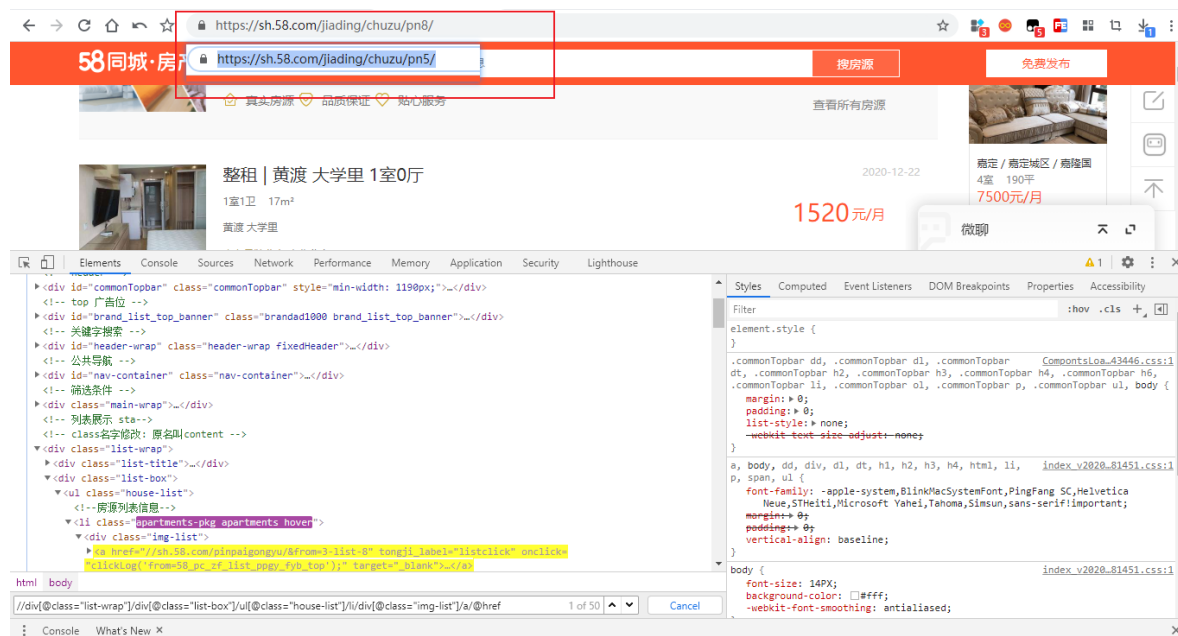 https://sh.58.com/jiading/chuzu/pn8/
3
5
1
58同城·房产
https://sh.58.com/jiading/chuzu/pn5/
搜房源
免费发布
真实房源 品质保证 贴心服务
查看所有房源
整租 | 黄渡 大学里 1室0厅
2020-12-22
1室1卫 17m²
1520元/月
黄渡 大学里
嘉定 / 嘉定城区 / 嘉隆国
4室 190平
7500元/月
微聊
Elements Console Sources Network Performance Memory Application Security Lighthouse
1
<div id="commonTopbar" class="commonTopbar" style="min-width: 1190px;">…</div>
<!-- top 广告位 -->
<div id="brand_list_top_banner" class="brandad1000 brand_list_top_banner">…</div>
<!-- 关键字搜索 -->
<div id="header-wrap" class="header-wrap fixedHeader">…</div>
<!-- 公共导航 -->
<div id="nav-container" class="nav-container">…</div>
<!-- 筛选条件 -->
<div class="main-wrap">…</div>
<!-- 列表展示 sta-->
<!-- class名字修改: 原名叫content -->
<div class="list-wrap">
<div class="list-title">…</div>
<div class="list-box">
<ul class="house-list">
<!--房源列表信息-->
<li class="apartments-pkg apartments hover">
<div class="img-list">
<a href="//sh.58.com/pinpaigongyu/&from=3-list-8" tongji_label="listclick" onclick=
"clickLog('from=58_pc_zf_list_ppgy_fyb_top');" target="_blank">…</a>
html body
//div[@class="list-wrap"]/div[@class="list-box"]/ul[@class="house-list"]/li/div[@class="img-list"]/a/@href
1 of 50
Cancel
Styles Computed Event Listeners DOM Breakpoints Properties Accessibility
Filter
:hov .cls +
element.style {
}
.commonTopbar dd, .commonTopbar dl, .commonTopbar CompontsLoa…43446.css:1
dt, .commonTopbar h2, .commonTopbar h3, .commonTopbar h4, .commonTopbar h6,
.commonTopbar li, .commonTopbar ol, .commonTopbar p, .commonTopbar ul, body {
margin: 0;
padding: 0;
list-style: none;
-webkit-text-size-adjust: none;
}
a, body, dd, div, dl, dt, h1, h2, h3, h4, html, li, index_v2020…81451.css:1
p, span, ul {
font-family: -apple-system,BlinkMacSystemFont,PingFang SC,Helvetica
Neue,STHeiti,Microsoft Yahei,Tahoma,Simsun,sans-serif!important;
margin: 0;
padding: 0;
vertical-align: baseline;
}
body { index_v2020…81451.css:1
font-size: 14PX;
background-color: #fff;
-webkit-font-smoothing: antialiased;
Console What's New ×